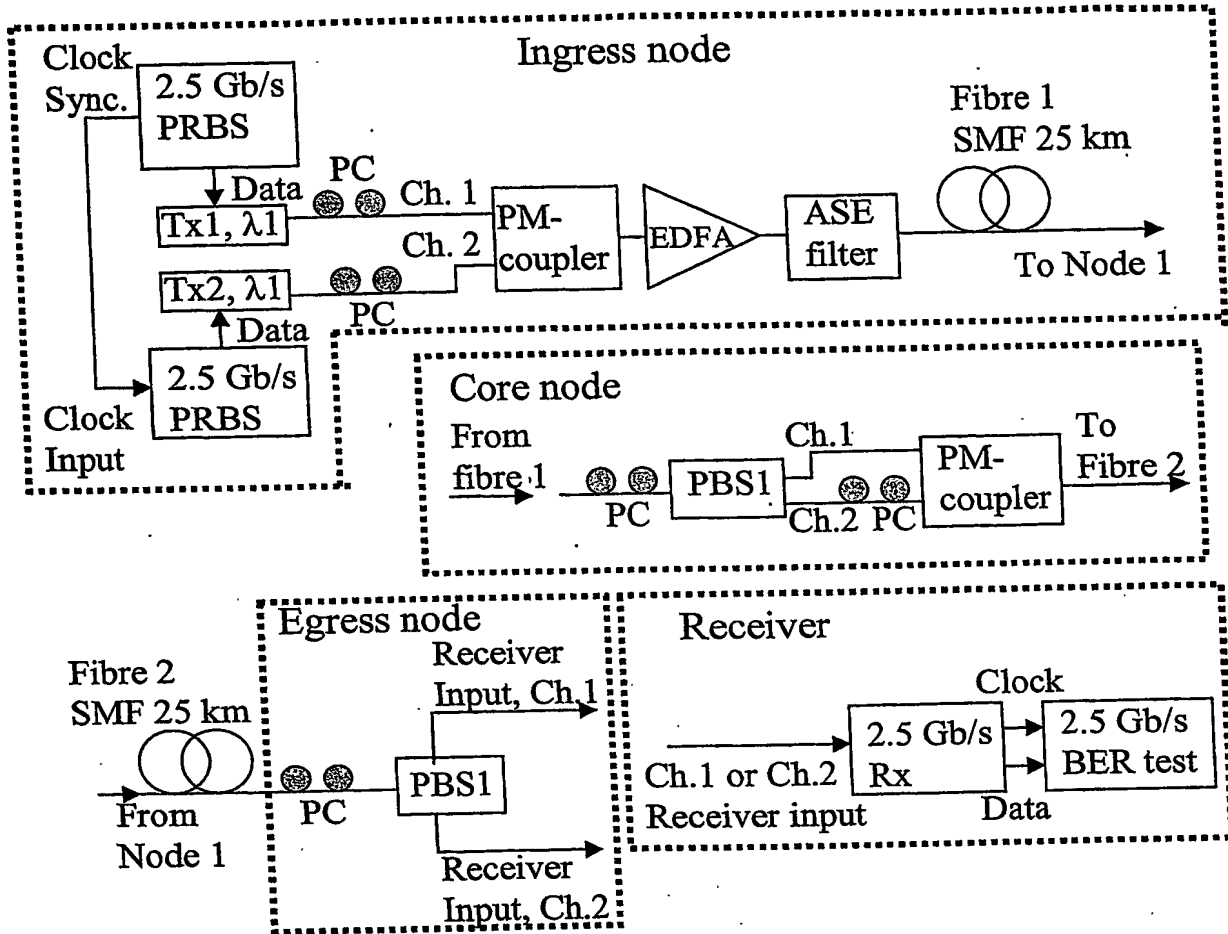 Ingress node
Clock
Sync.
2.5 Gb/s
PRBS
Data
PC
Ch. 1
Tx1, λ1
Ch. 2
Tx2, λ1
PC
Data
2.5 Gb/s
PRBS
Clock
Input
PM-
coupler
EDFA
ASE
filter
Fibre 1
SMF 25 km
To Node 1
Core node
From
fibre 1
PC
PBS1
Ch.1
Ch.2
PC
PM-
coupler
To
Fibre 2
Fibre 2
SMF 25 km
From
Node 1
Egress node
PC
PBS1
Receiver
Input, Ch.1
Receiver
Input, Ch.2
Receiver
Ch.1 or Ch.2
Receiver input
2.5 Gb/s
Rx
Clock
Data
2.5 Gb/s
BER test